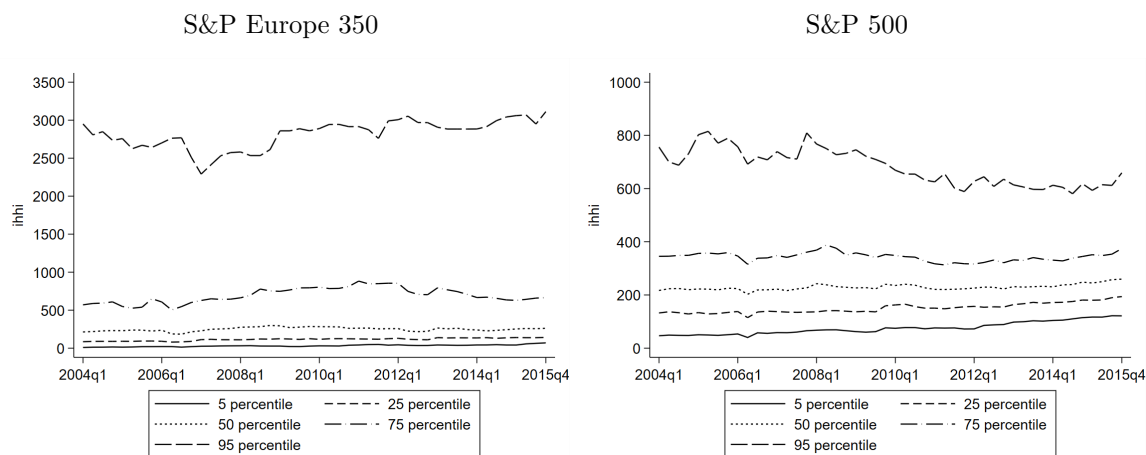 S&P Europe 350
3500
3000
2500
2000
1500
1000
500
0
ihhi
2004q1 2006q1 2008q1 2010q1 2012q1 2014q1 2015q4
5 percentile 25 percentile
50 percentile 75 percentile
95 percentile
S&P 500
1000
800
600
400
200
0
ihhi
2004q1 2006q1 2008q1 2010q1 2012q1 2014q1 2015q4
5 percentile 25 percentile
50 percentile 75 percentile
95 percentile